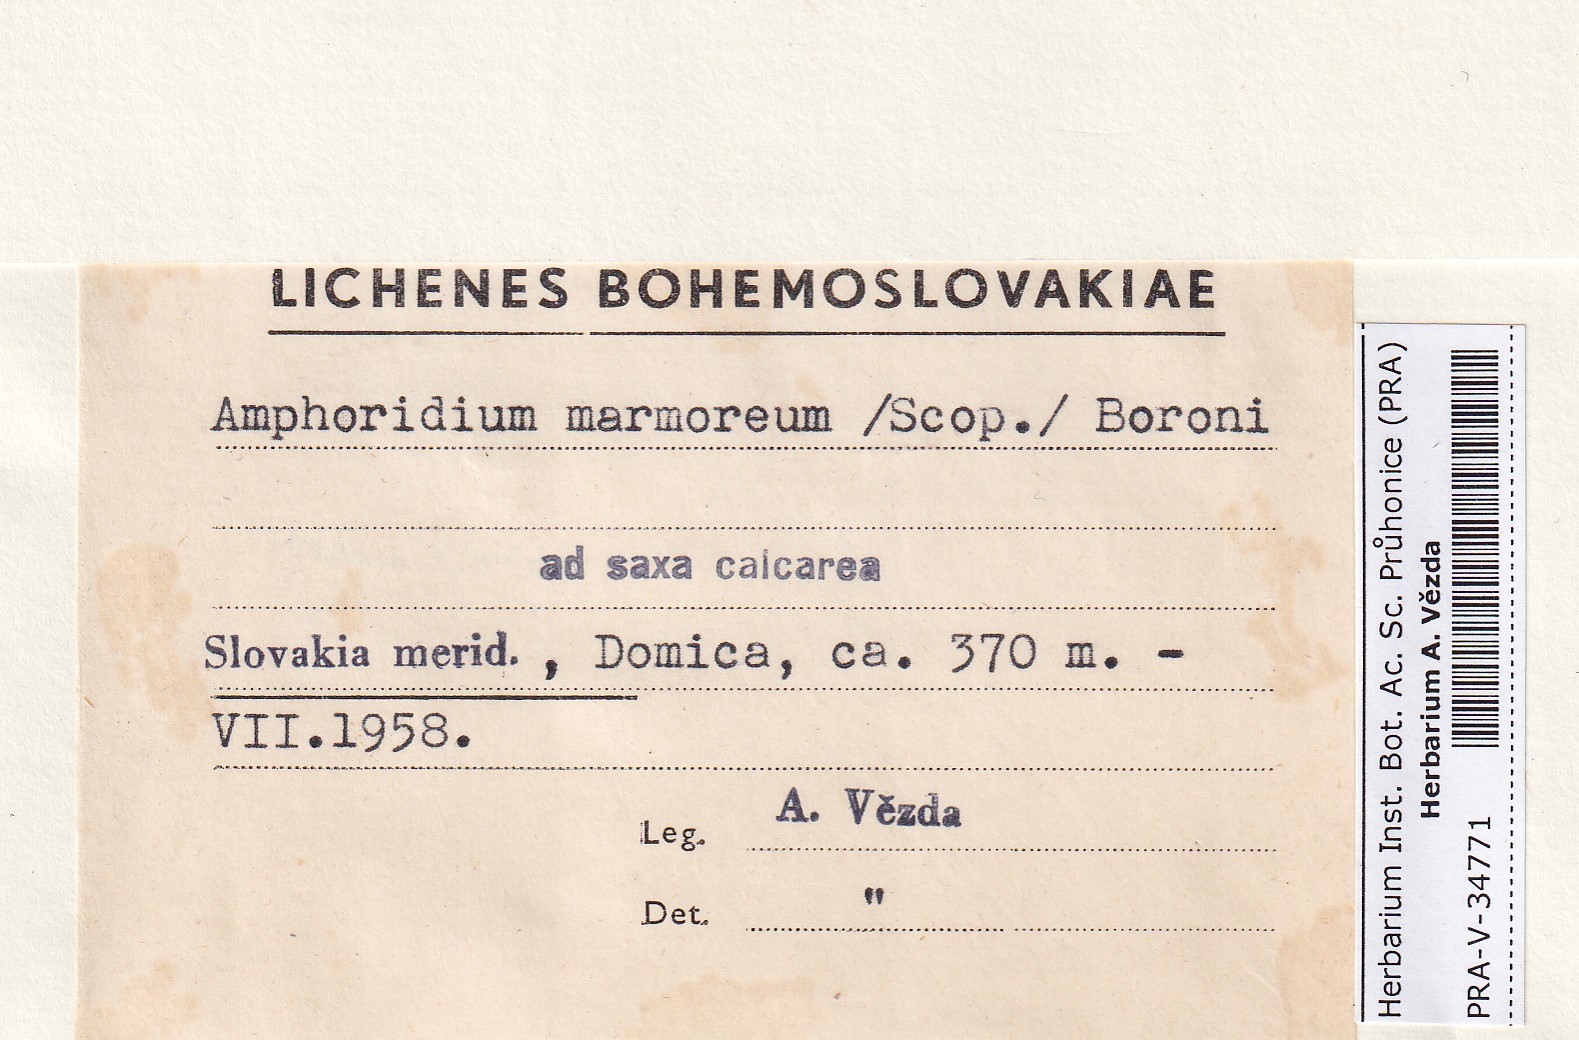 LICHENES BOHEMOSLOVAKIAE
Amphoridium marmoreum /Scop./ Boroni
ad saxa calcarea
Slovakia merid. , Domica, ca. 370 m. -
VII.1958.
Leg. A. Vězda
Det. "
Herbarium Inst. Bot. Ac. Sc. Průhonice (PRA)
Herbarium A. Vězda
PRA-V-34771